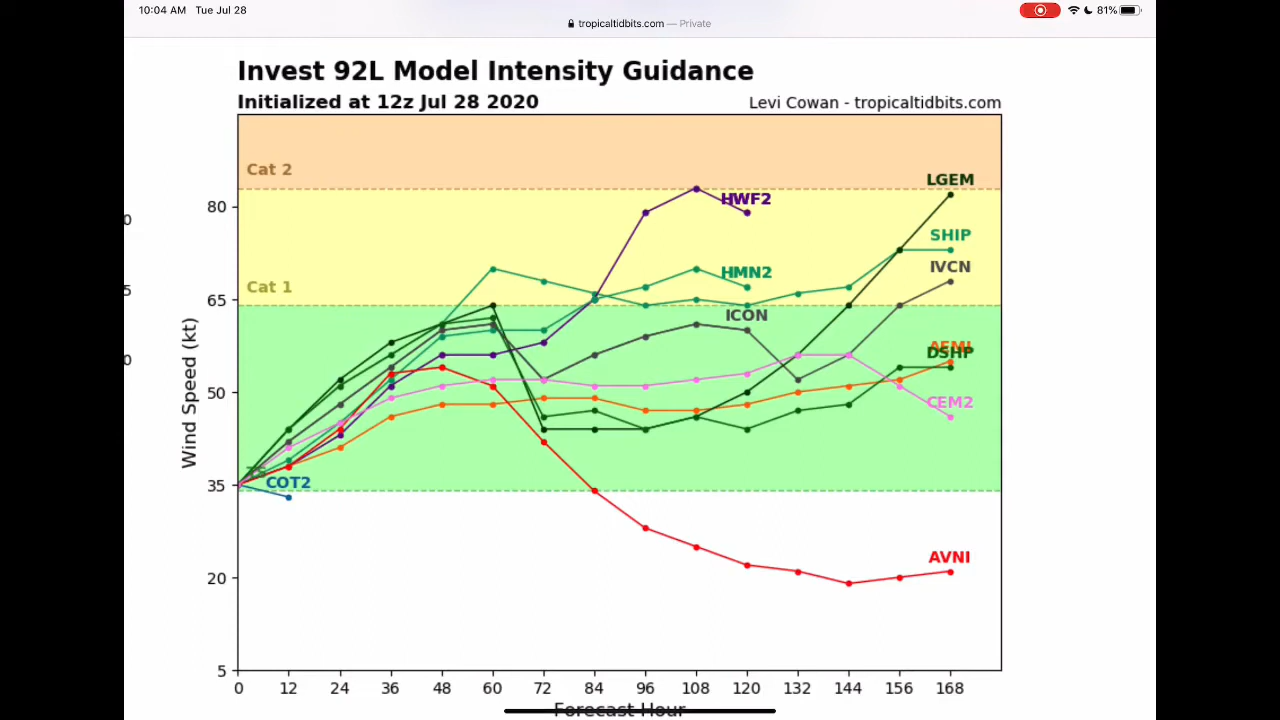 10:04 AM Tue Jul 28
81%
tropicaltidbits.com — Private
Invest 92L Model Intensity Guidance
Initialized at 12z Jul 28 2020
Levi Cowan - tropicaltidbits.com
Cat 2
LGEM
80
HWF2
0
SHIP
IVCN
HMN2
Cat 1
5
65
ICON
DSHP
0
50
CEM2
Wind Speed (kt)
35
COT2
AVNI
20
5
0 12 24 36 48 60 72 84 96 108 120 132 144 156 168
Forecast Hour